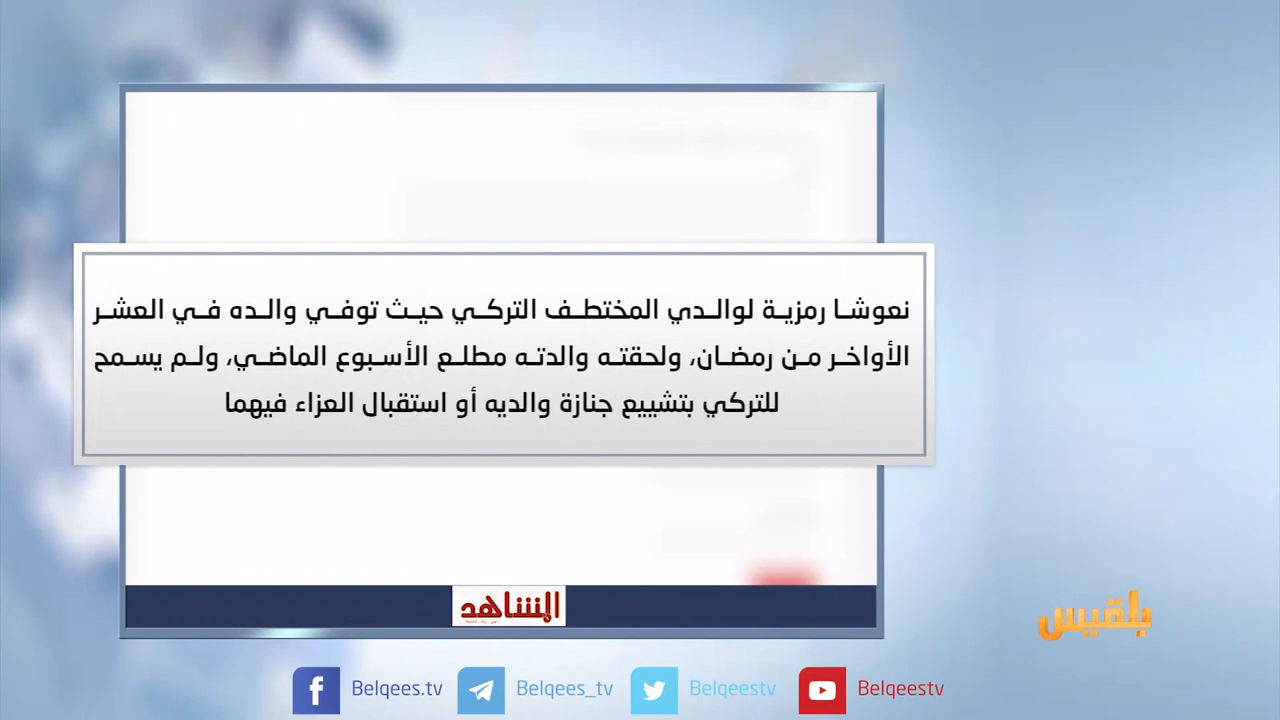 نعوشا رمزية لوالدي المختطف التركي حيث توفي والده في العشر
الأواخر من رمضان، ولحقته والدته مطلع الأسبوع الماضي، ولم يسمح
للتركي بتشييع جنازة والديه أو استقبال العزاء فيهما
المشاهد
بلقيس
Belqees.tv
Belqees_tv
Belqeestv
Belqeestv